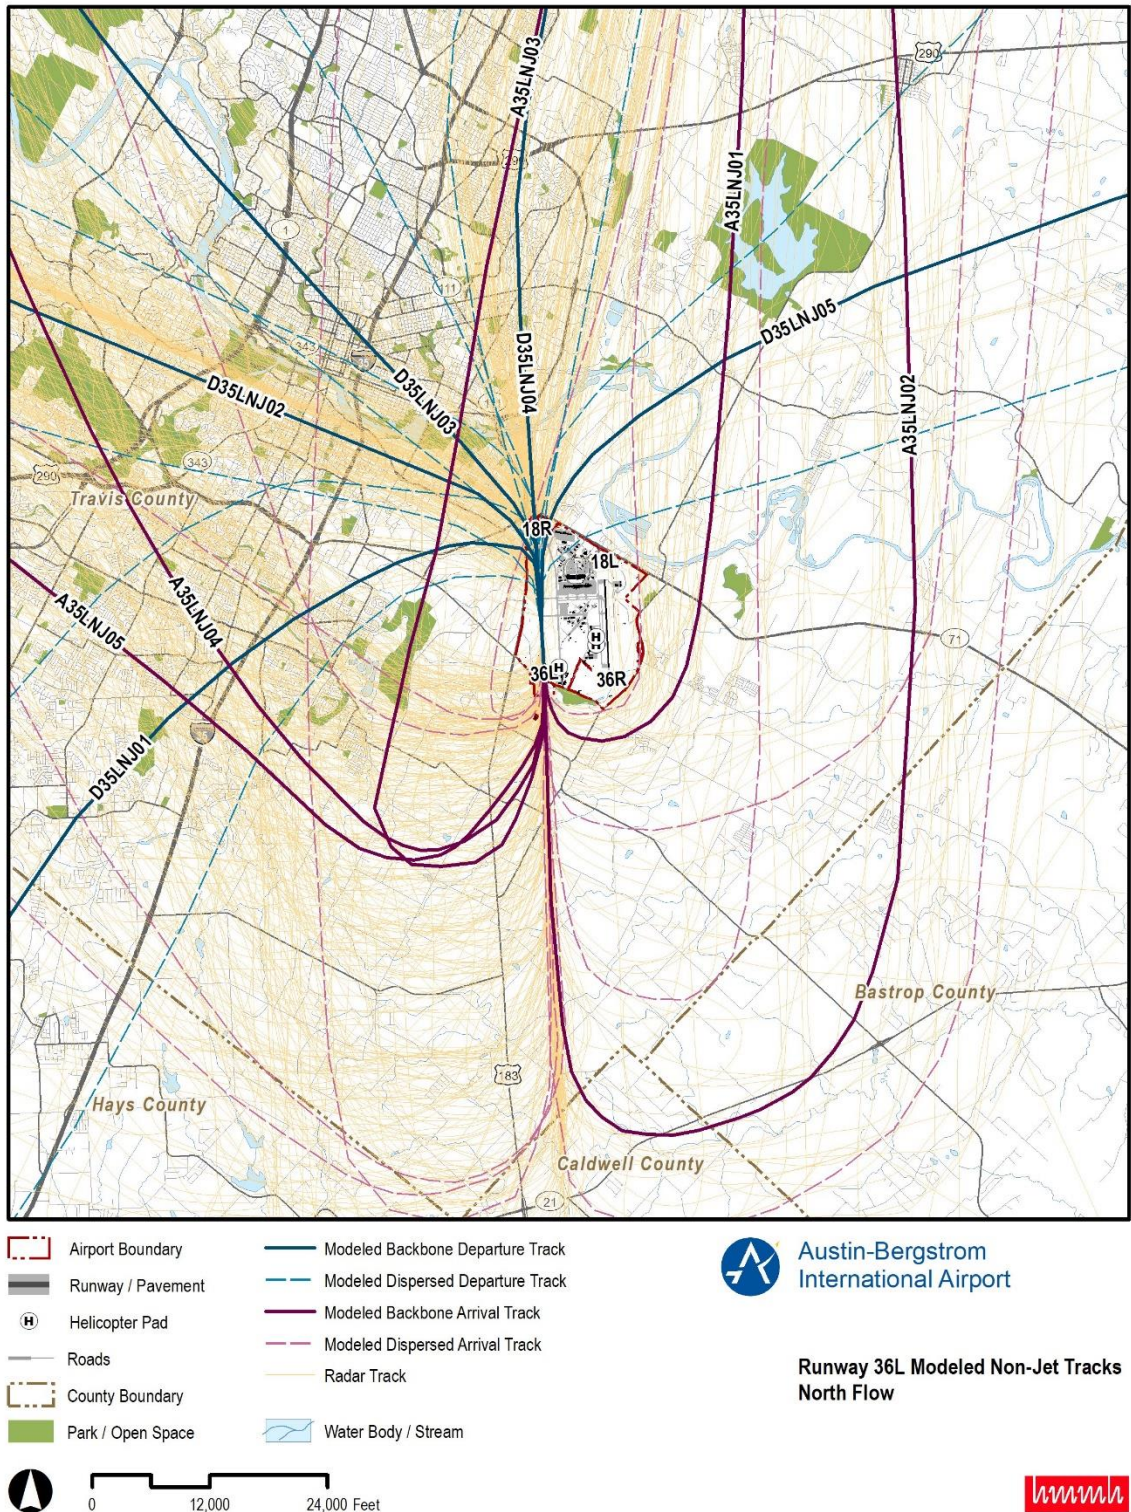 A35LNJ03
290
290
A35LNJ01
1
111
D35LNJ05
343
D35LNJ04
D35LNJ02
D35LNJ03
A35LNJ02
343
290
Travis County
18R
18L
A35LNJ05
A35LNJ04
H
H
71
36L
H
36R
D35LNJ01
Bastrop County
183
Hays County
Caldwell County
21
Airport Boundary
Runway / Pavement
H Helicopter Pad
Roads
County Boundary
Park / Open Space
Modeled Backbone Departure Track
Modeled Dispersed Departure Track
Modeled Backbone Arrival Track
Modeled Dispersed Arrival Track
Radar Track
Water Body / Stream
Austin-Bergstrom
International Airport
Runway 36L Modeled Non-Jet Tracks
North Flow
0 12,000 24,000 Feet
hmmh